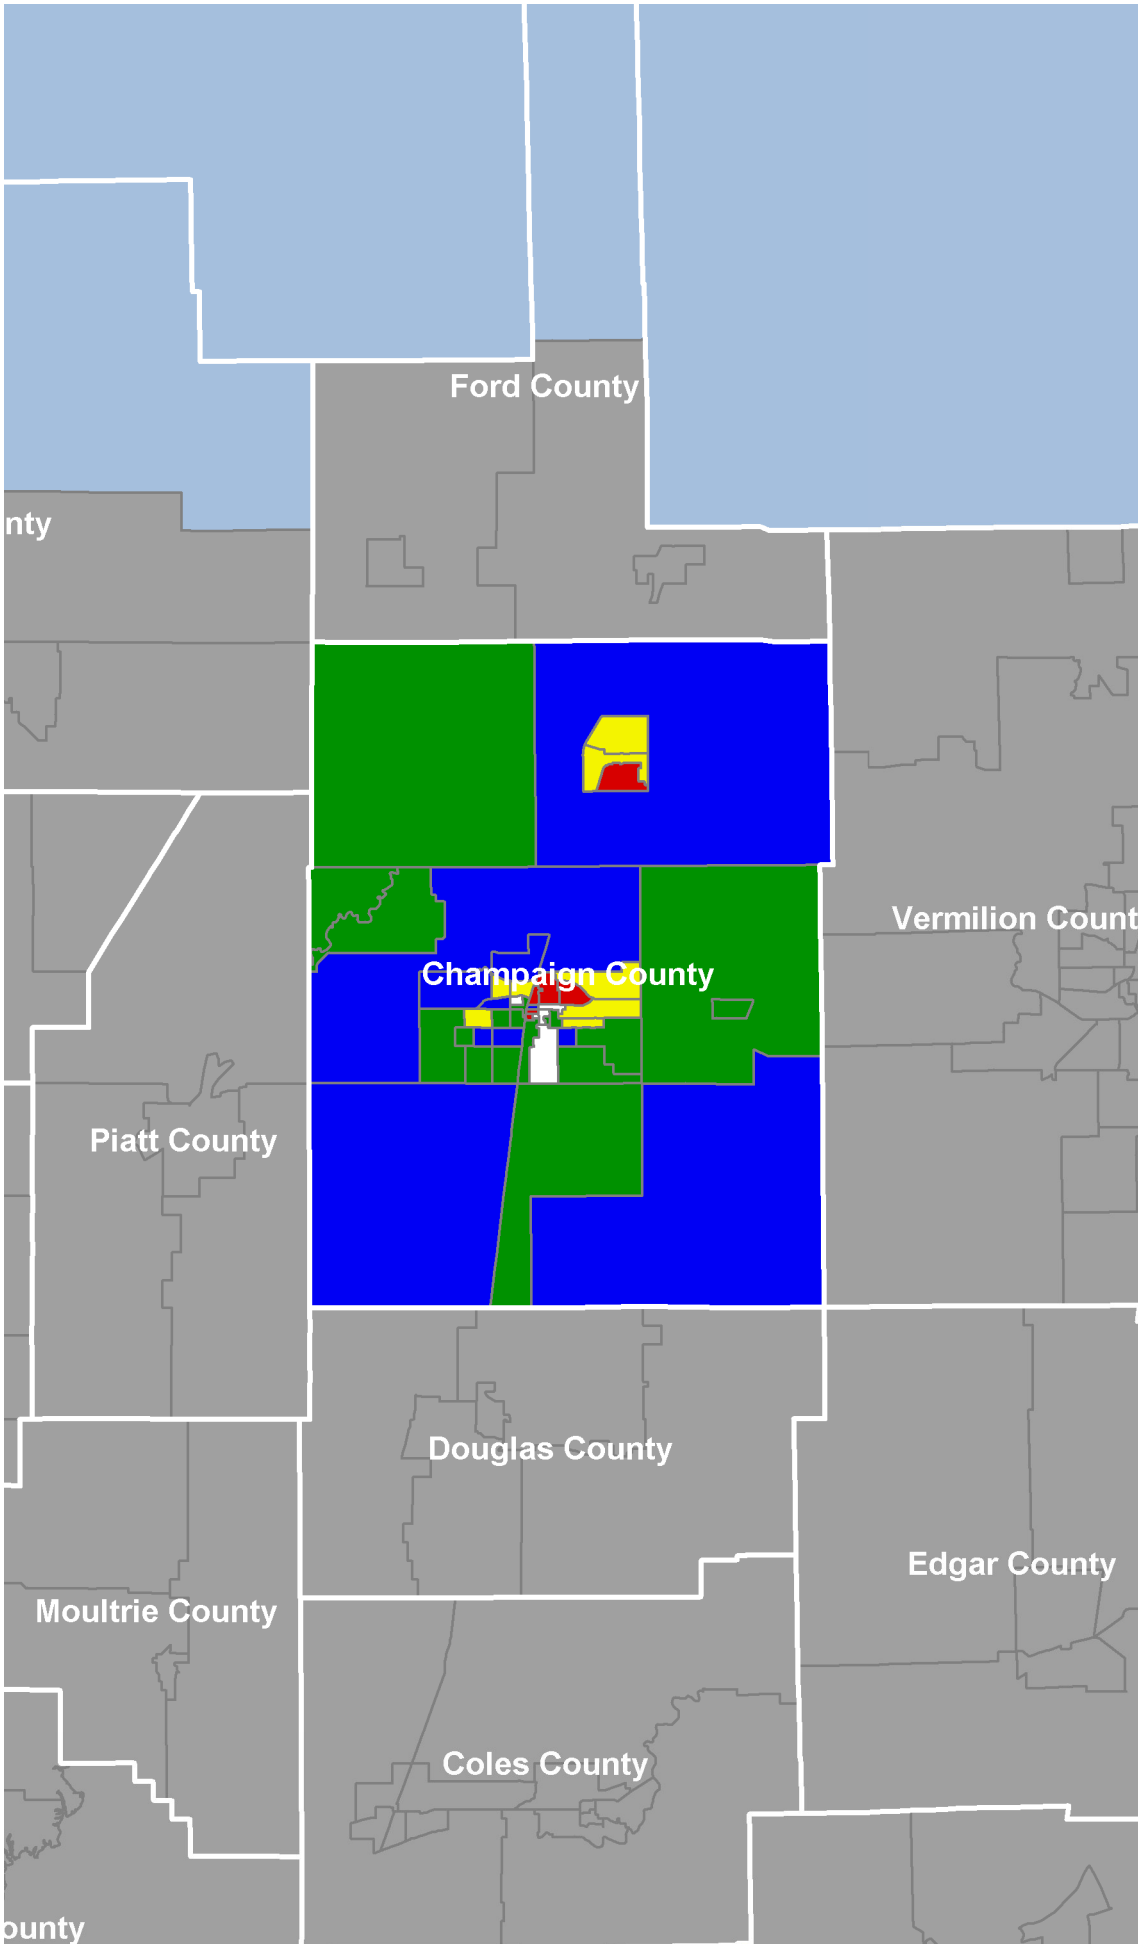 Ford County
nty
Vermilion Count
Champaign County
Piatt County
Douglas County
Edgar County
Moultrie County
Coles County
ounty